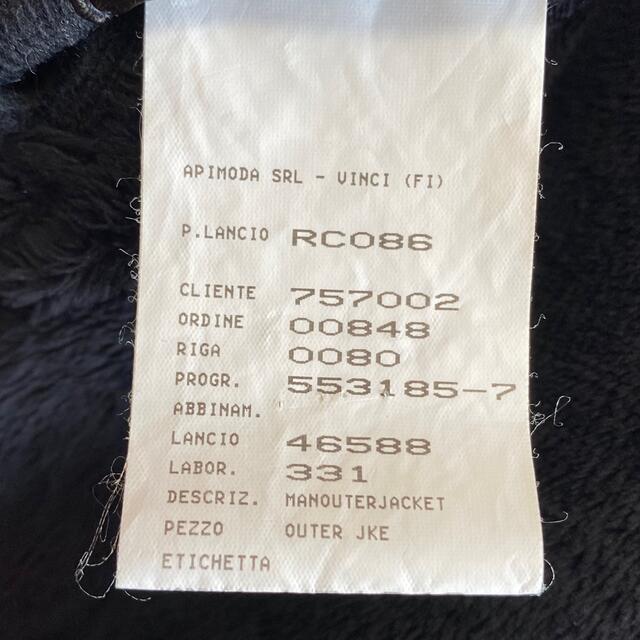 APIMODA SRL - VINCI (FI)
P.LANCIO RC086
CLIENTE 757002
ORDINE 00848
RIGA 0080
PROGR. 553185-7
ABBINAM.
LANCIO 46588
LABOR. 331
DESCRIZ. MANOUTERJACKET
PEZZO OUTER JKE
ETICHETTA